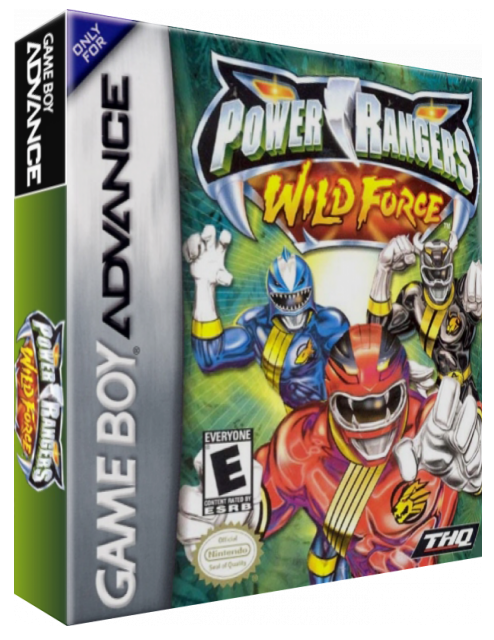 GAME BOY
ADVANCE
POWER RANGERS
WILD FORCE
ONLY
FOR
GAME BOY ADVANCE
POWER RANGERS
WILD FORCE
EVERYONE
E
CONTENT RATED BY
ESRB
Official
Nintendo
Seal of Quality
THQ